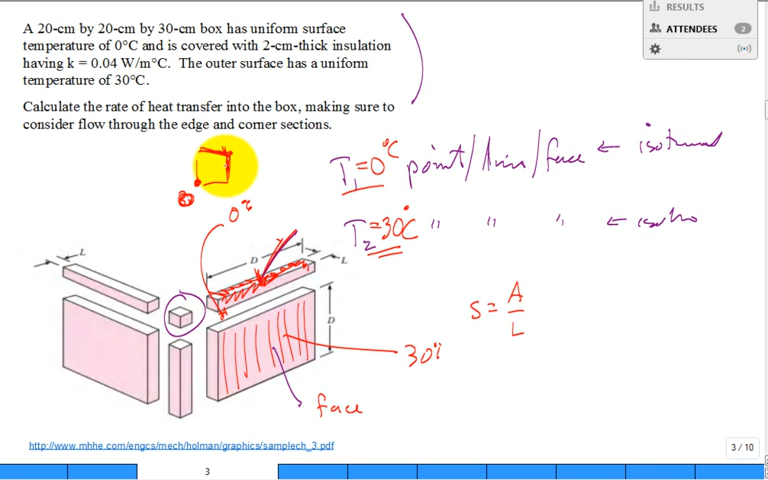 RESULTS
ATTENDEES 2
A 20-cm by 20-cm by 30-cm box has uniform surface
temperature of 0°C and is covered with 2-cm-thick insulation
having k = 0.04 W/m°C. The outer surface has a uniform
temperature of 30°C.
Calculate the rate of heat transfer into the box, making sure to
consider flow through the edge and corner sections.
T1=0°C point/line/face ← isothermal
T2=30°C " " " ←
0°C
L
D
L
D
S = A/L
30°C
face
http://www.mhhe.com/engcs/mech/holman/graphics/samplech_3.pdf
3 / 10
3